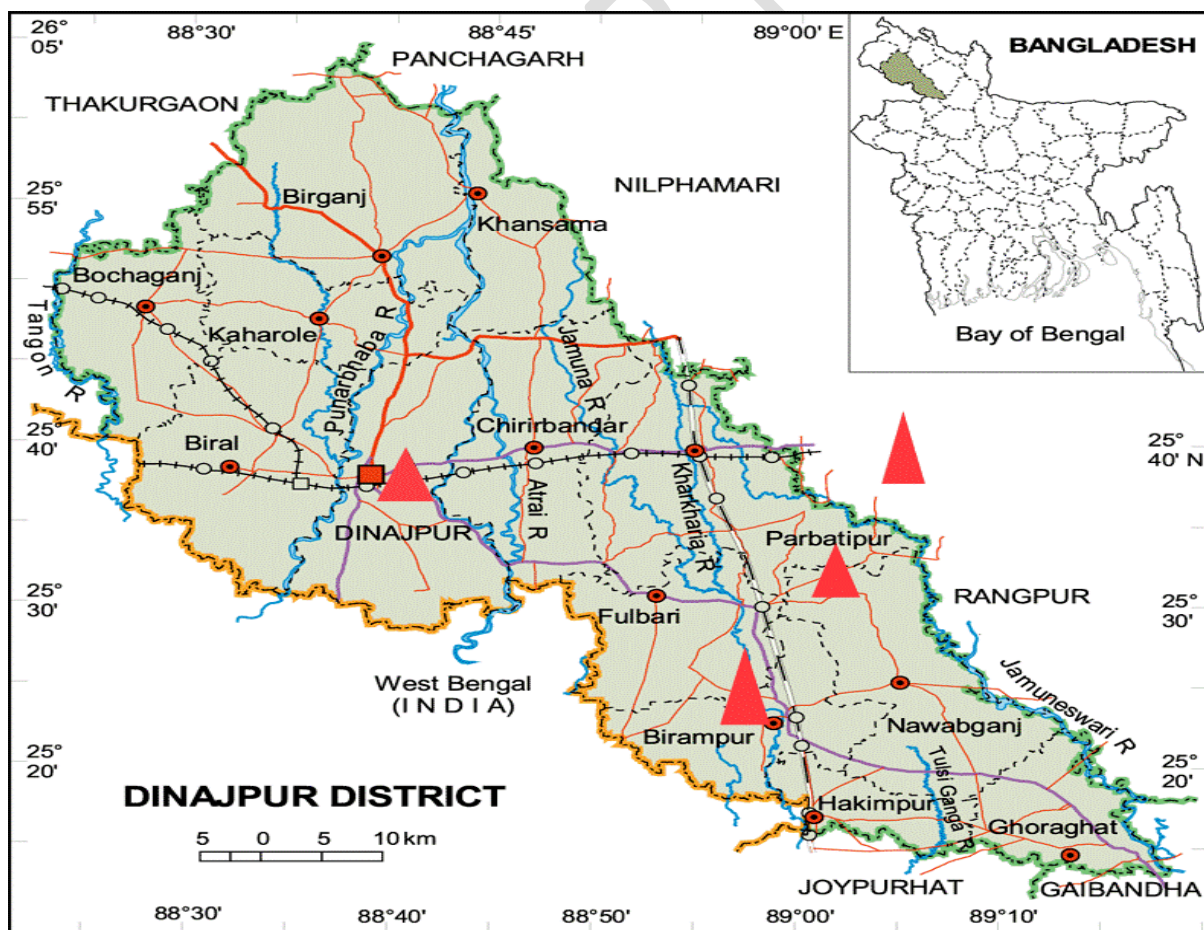 26°
05'
88°30'
88°45'
89°00' E
BANGLADESH
PANCHAGARH
THAKURGAON
NILPHAMARI
25°
55'
Birganj
Khansama
Bochaganj
Kaharole
Tangon R
Punarbhaba R
Jamuna R
Bay of Bengal
25°
40'
Biral
Chirirbandar
25°
40' N
Kharkharia R
Atrai R
DINAJPUR
Parbatipur
25°
30'
Fulbari
RANGPUR
25°
30'
West Bengal
(I N D I A)
Jamuneswari R
Nawabganj
Birampur
25°
20'
Tulsi Ganga R
25°
20'
DINAJPUR DISTRICT
Hakimpur
Ghoraghat
5 0 5 10 km
JOYPURHAT
GAIBANDHA
88°30'
88°40'
88°50'
89°00'
89°10'